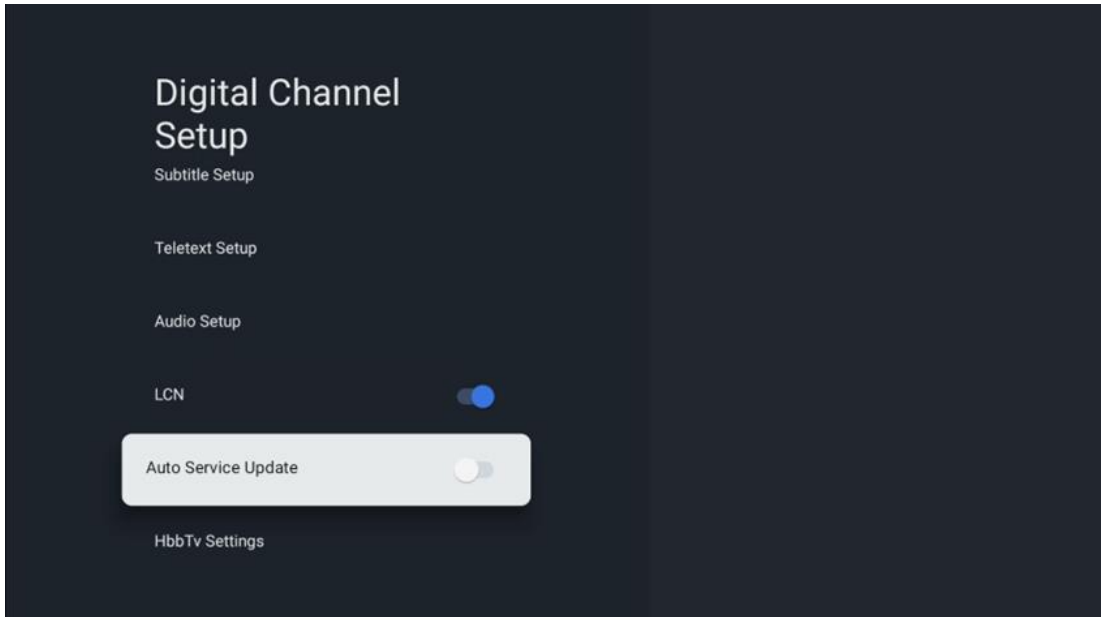 Digital Channel
Setup
Subtitle Setup
Teletext Setup
Audio Setup
LCN
Auto Service Update
HbbTv Settings